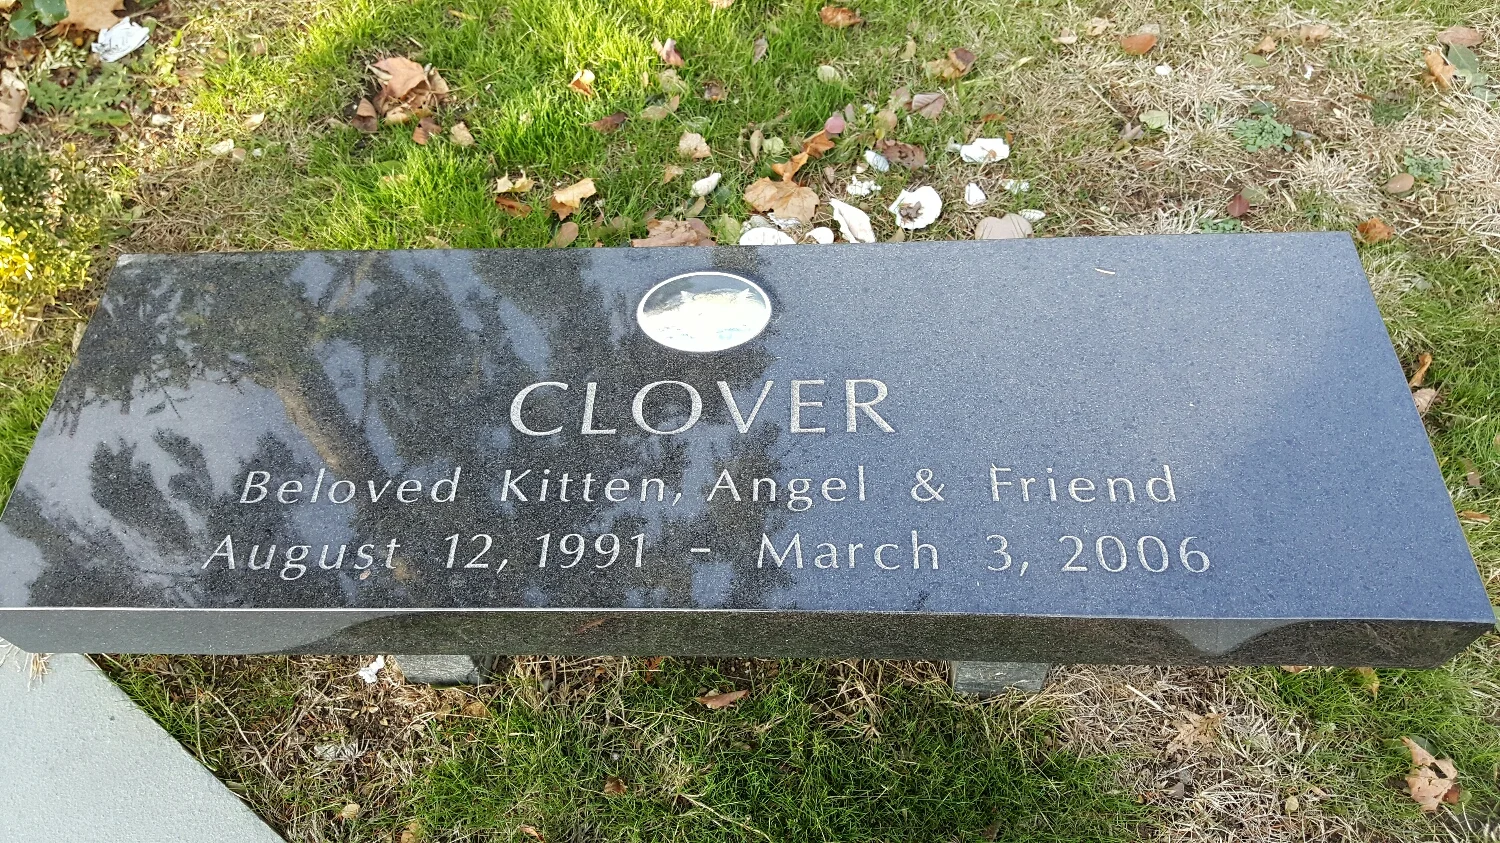 CLOVER
Beloved Kitten, Angel & Friend
August 12, 1991 - March 3, 2006